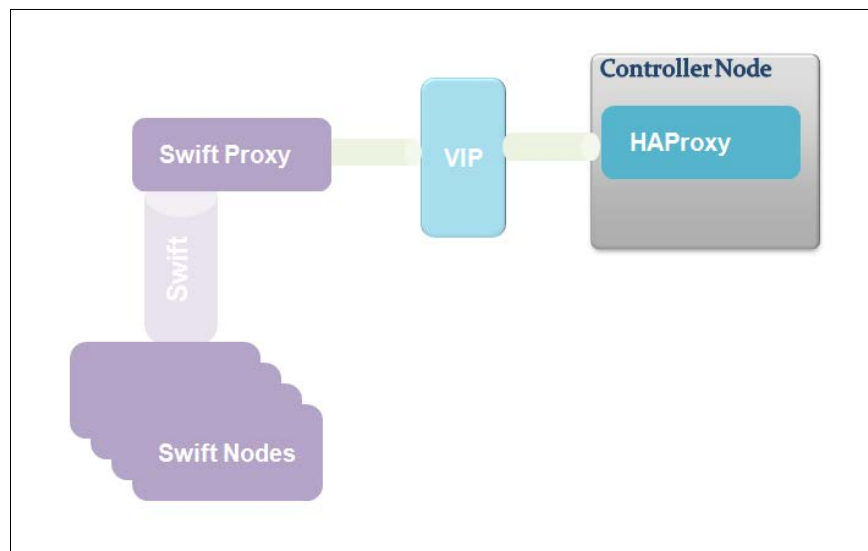 Controller Node
Swift Proxy
VIP
HAProxy
Swift
Swift Nodes